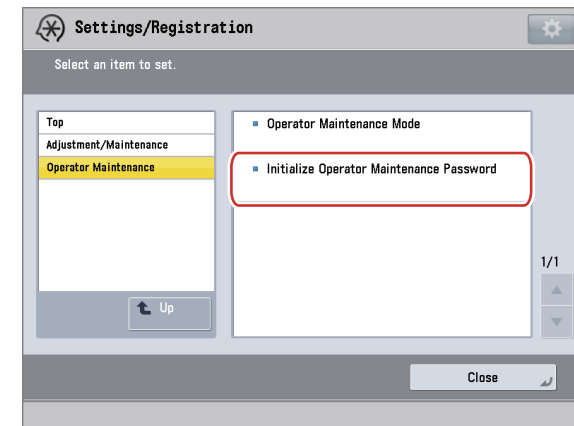 Settings/Registration
Select an item to set.
Top
Adjustment/Maintenance
Operator Maintenance
Up
Operator Maintenance Mode
Initialize Operator Maintenance Password
1/1
Close